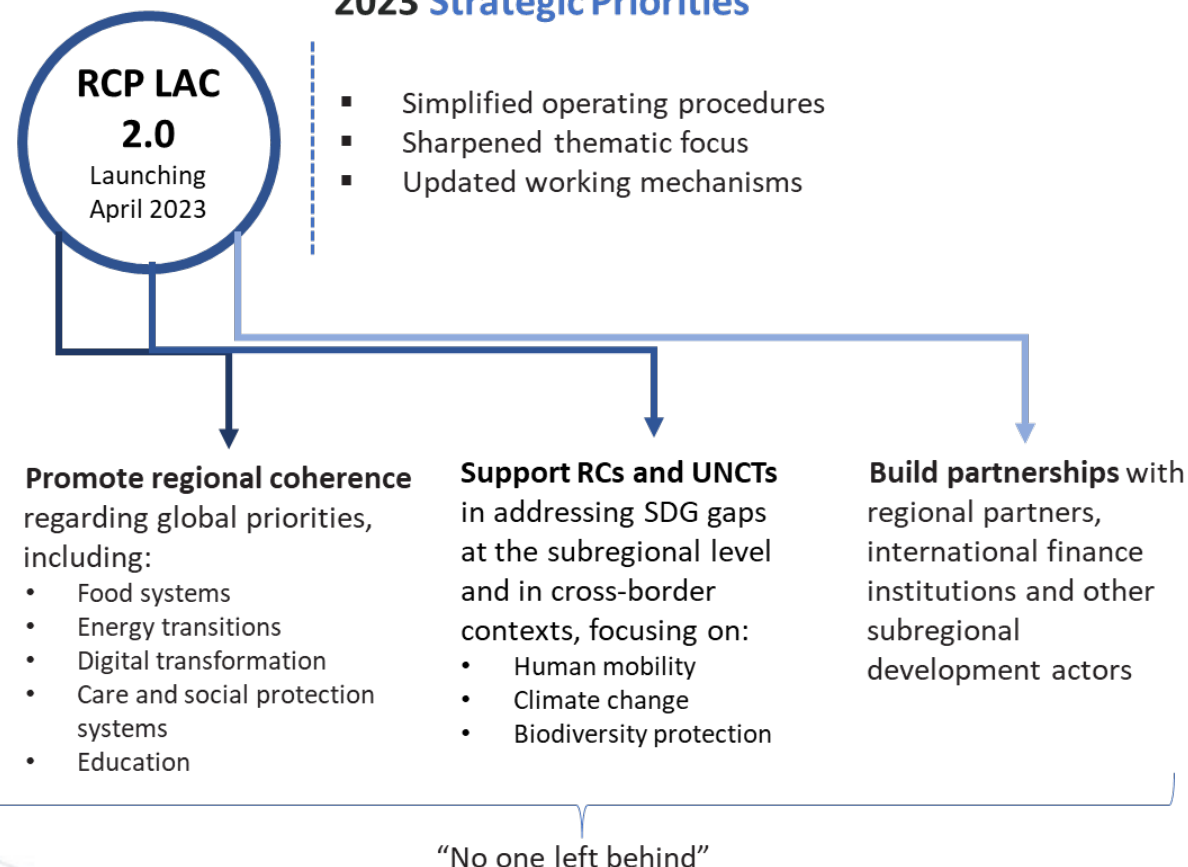 2023 Strategic Priorities
RCP LAC
2.0
Launching
April 2023
▪ Simplified operating procedures
▪ Sharpened thematic focus
▪ Updated working mechanisms
Promote regional coherence
regarding global priorities,
including:
• Food systems
• Energy transitions
• Digital transformation
• Care and social protection
systems
• Education
Support RCs and UNCTs
in addressing SDG gaps
at the subregional level
and in cross-border
contexts, focusing on:
• Human mobility
• Climate change
• Biodiversity protection
Build partnerships with
regional partners,
international finance
institutions and other
subregional
development actors
“No one left behind”